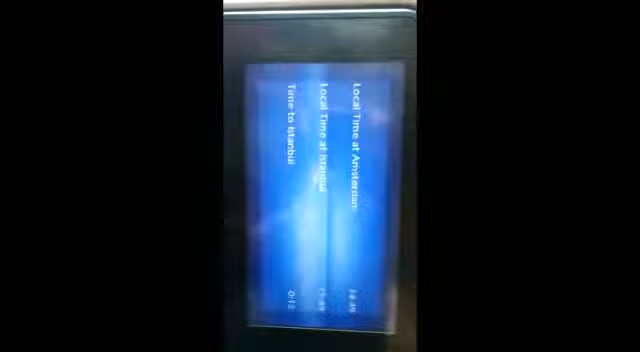 Local Time at Amsterdam
Local Time at Istanbul
Time to Istanbul